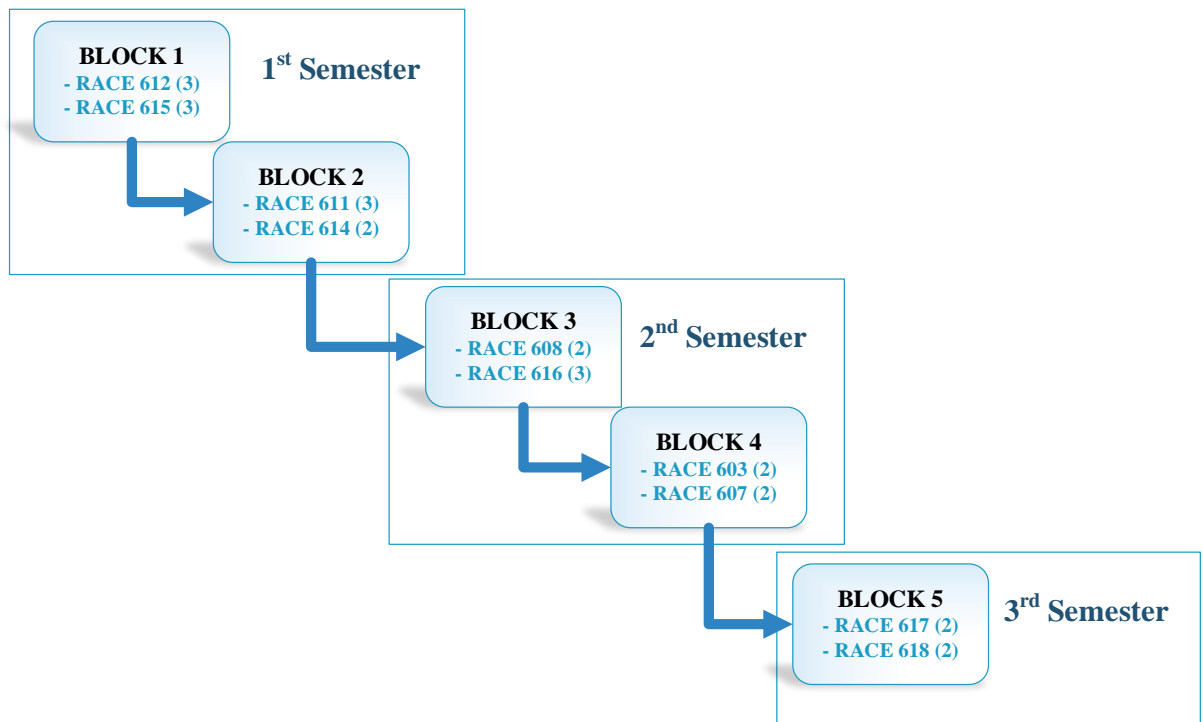 BLOCK 1
- RACE 612 (3)
- RACE 615 (3)
1st Semester
BLOCK 2
- RACE 611 (3)
- RACE 614 (2)
BLOCK 3
- RACE 608 (2)
- RACE 616 (3)
2nd Semester
BLOCK 4
- RACE 603 (2)
- RACE 607 (2)
BLOCK 5
- RACE 617 (2)
- RACE 618 (2)
3rd Semester